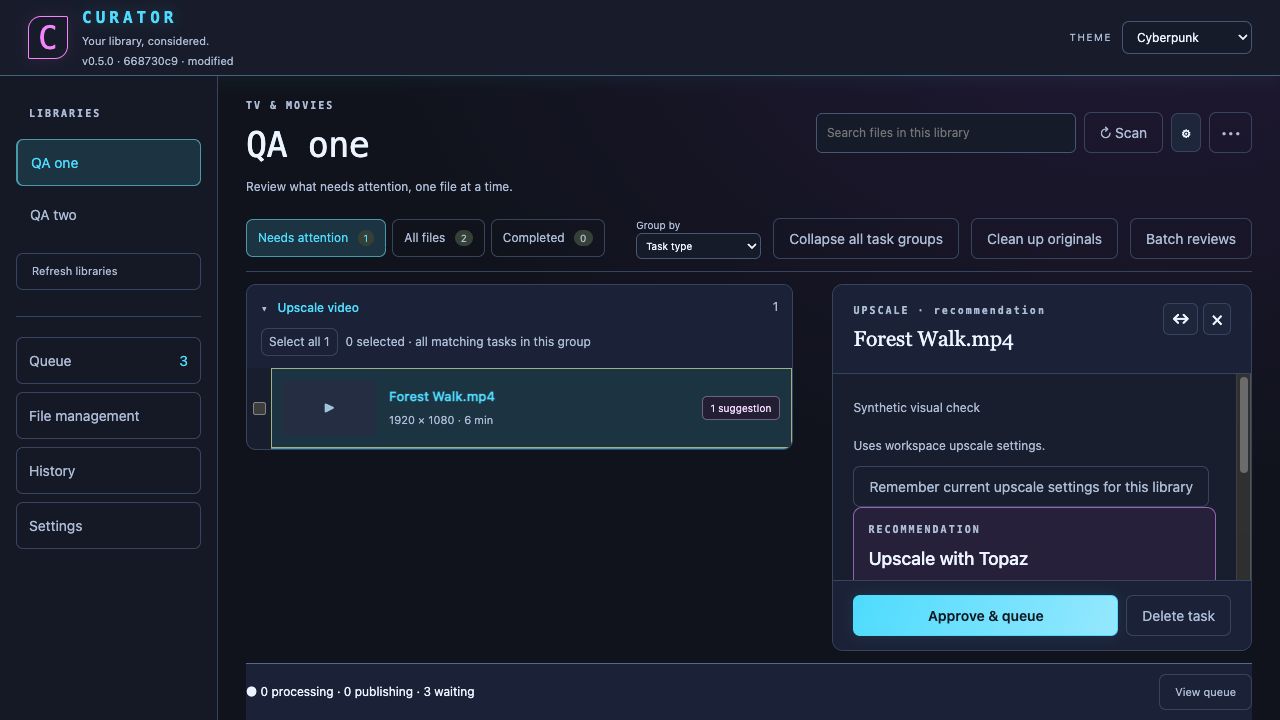 C
CURATOR
Your library, considered.
v0.5.0 · 668730c9 · modified
THEME
Cyberpunk
LIBRARIES
QA one
QA two
Refresh libraries
Queue 3
File management
History
Settings
TV & MOVIES
QA one
Review what needs attention, one file at a time.
Search files in this library
↻ Scan
Needs attention 1
All files 2
Completed 0
Group by
Task type
Collapse all task groups
Clean up originals
Batch reviews
Upscale video 1
Select all 1
0 selected · all matching tasks in this group
Forest Walk.mp4
1920 × 1080 · 6 min
1 suggestion
UPSCALE · recommendation
Forest Walk.mp4
Synthetic visual check
Uses workspace upscale settings.
Remember current upscale settings for this library
RECOMMENDATION
Upscale with Topaz
Approve & queue
Delete task
0 processing · 0 publishing · 3 waiting
View queue